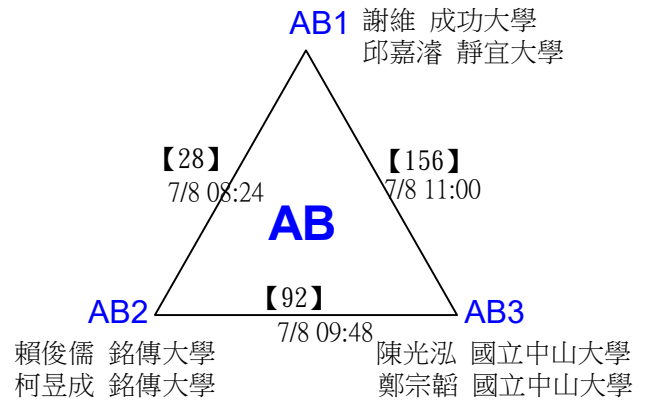 AB1 謝維 成功大學
邱嘉濬 靜宜大學
【28】
7/8 08:24
【156】
7/8 11:00
AB
【92】
7/8 09:48
AB2
賴俊儒 銘傳大學
柯昱成 銘傳大學
AB3
陳光泓 國立中山大學
鄭宗韜 國立中山大學